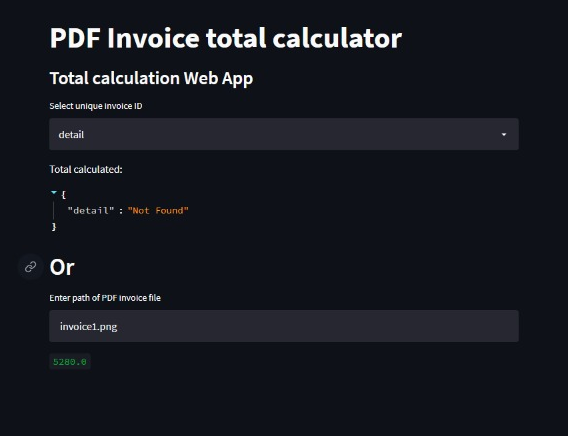 PDF Invoice total calculator
Total calculation Web App
Select unique invoice ID
detail
Total calculated:
{
"detail" : "Not Found"
}
Or
Enter path of PDF invoice file
invoice1.png
5280.0